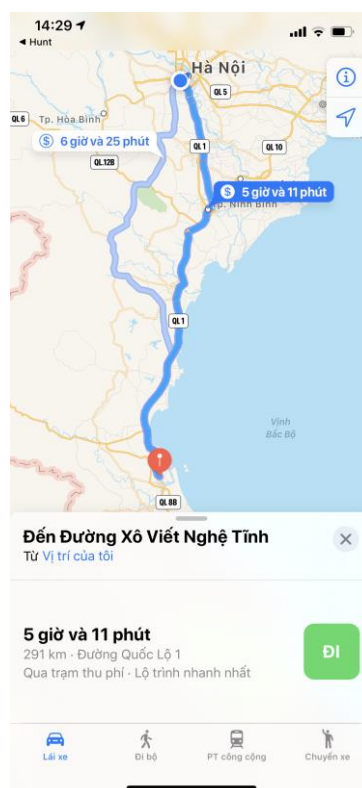 14:29
Hunt
Hà Nội
QL5
QL6
Tp. Hòa Bình
6 giờ và 25 phút
QL1
QL10
QL12B
5 giờ và 11 phút
Tp. Ninh Bình
QL1
Vịnh
Bắc Bộ
QL8B
Đến Đường Xô Viết Nghệ Tĩnh
Từ Vị trí của tôi
5 giờ và 11 phút
291 km · Đường Quốc Lộ 1
Qua trạm thu phí · Lộ trình nhanh nhất
ĐI
Lái xe
Đi bộ
PT công cộng
Chuyến xe